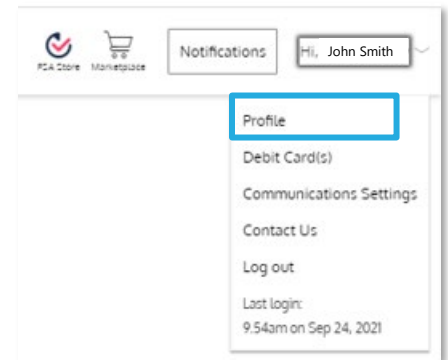 Notifications
Hi, John Smith
FSA Store Marketplace
Profile
Debit Card(s)
Communications Settings
Contact Us
Log out
Last login:
9.54am on Sep 24, 2021